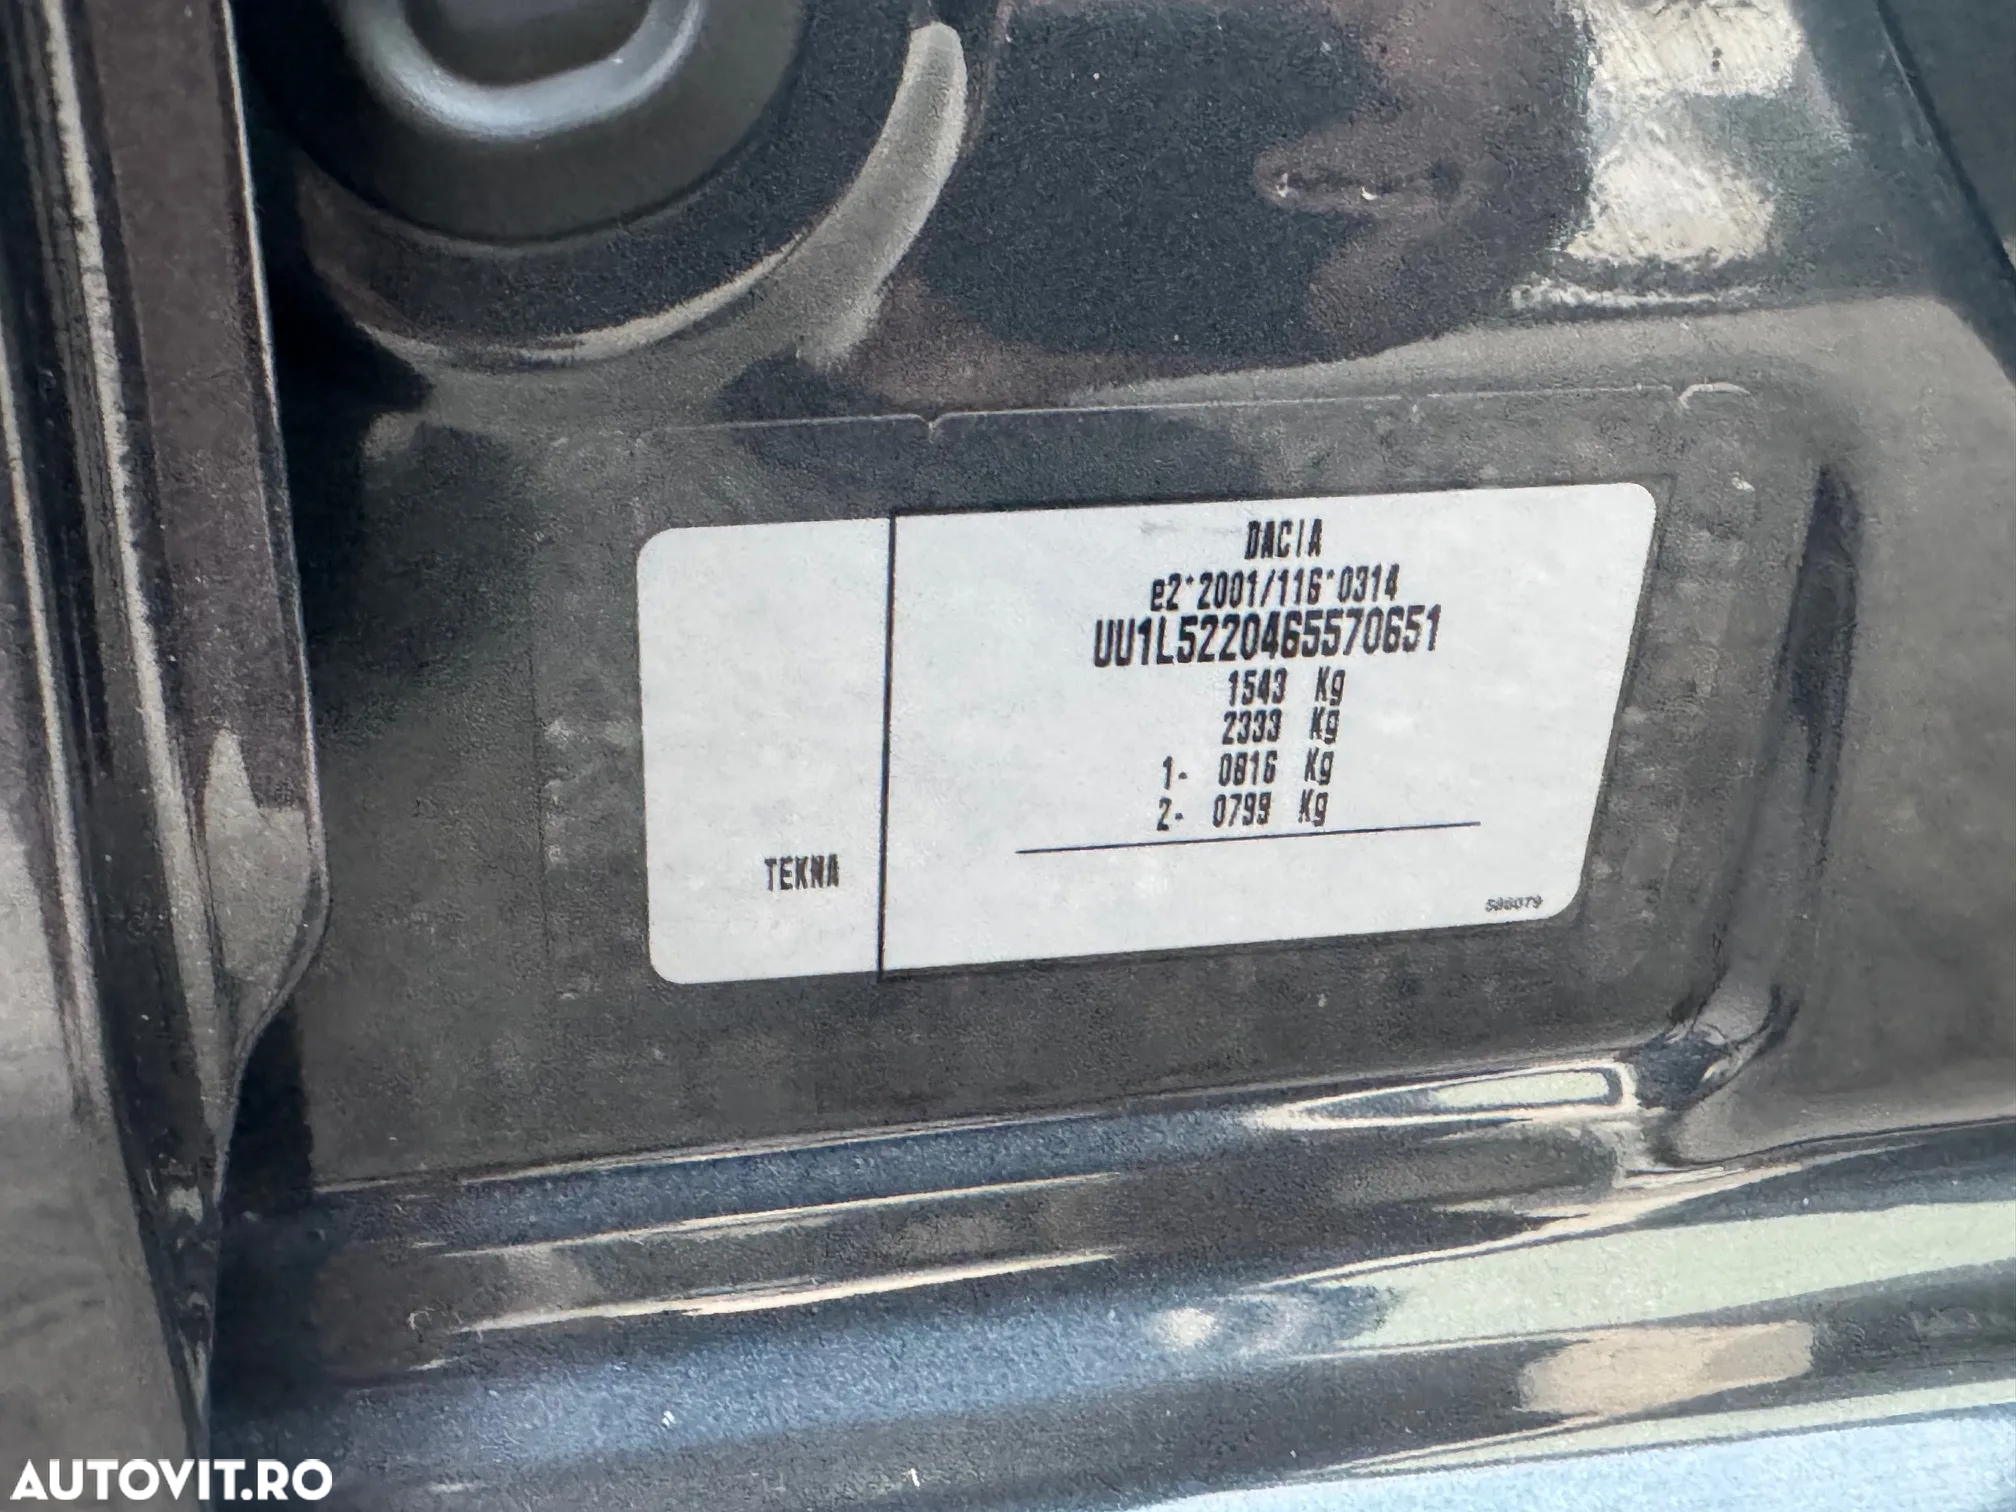 DACIA
e2*2001/116*0314
UU1L5220465570651
1543 Kg
2333 Kg
1- 0816 Kg
2- 0799 Kg
TEKNA
586079
AUTOVIT.RO